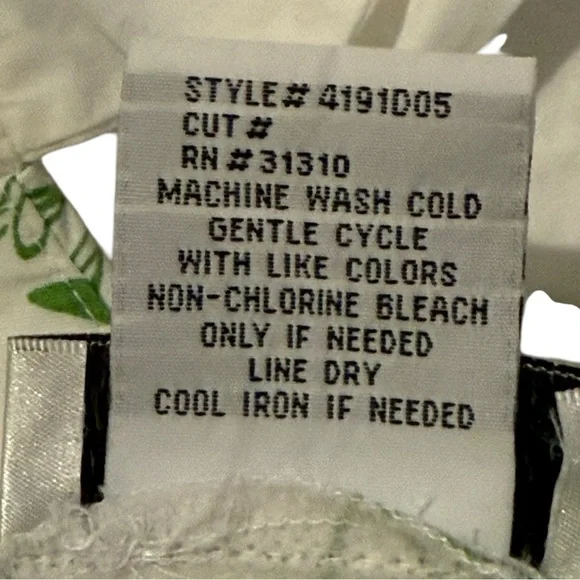 STYLE# 4191D05
CUT#
RN#31310
MACHINE WASH COLD
GENTLE CYCLE
WITH LIKE COLORS
NON-CHLORINE BLEACH
ONLY IF NEEDED
LINE DRY
COOL IRON IF NEEDED